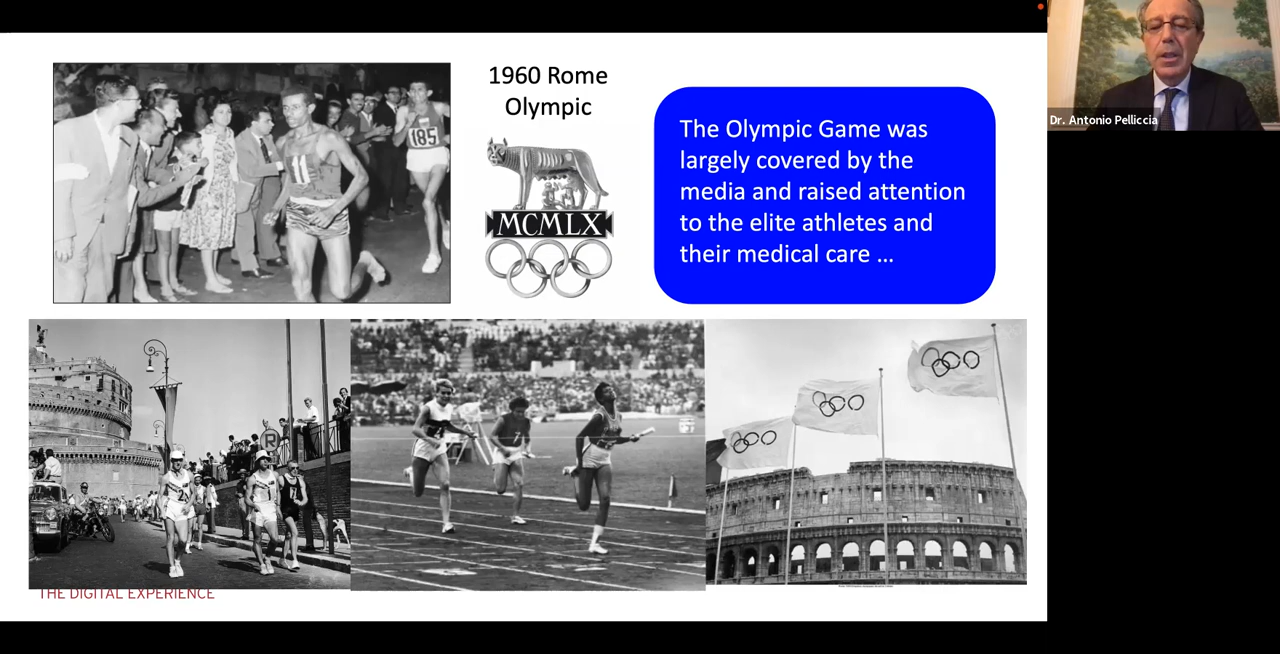 1960 Rome
Olympic
The Olympic Game was
largely covered by the
media and raised attention
to the elite athletes and
their medical care ...
11
185
MCMLX
R
THE DIGITAL EXPERIENCE
Dr. Antonio Pelliccia